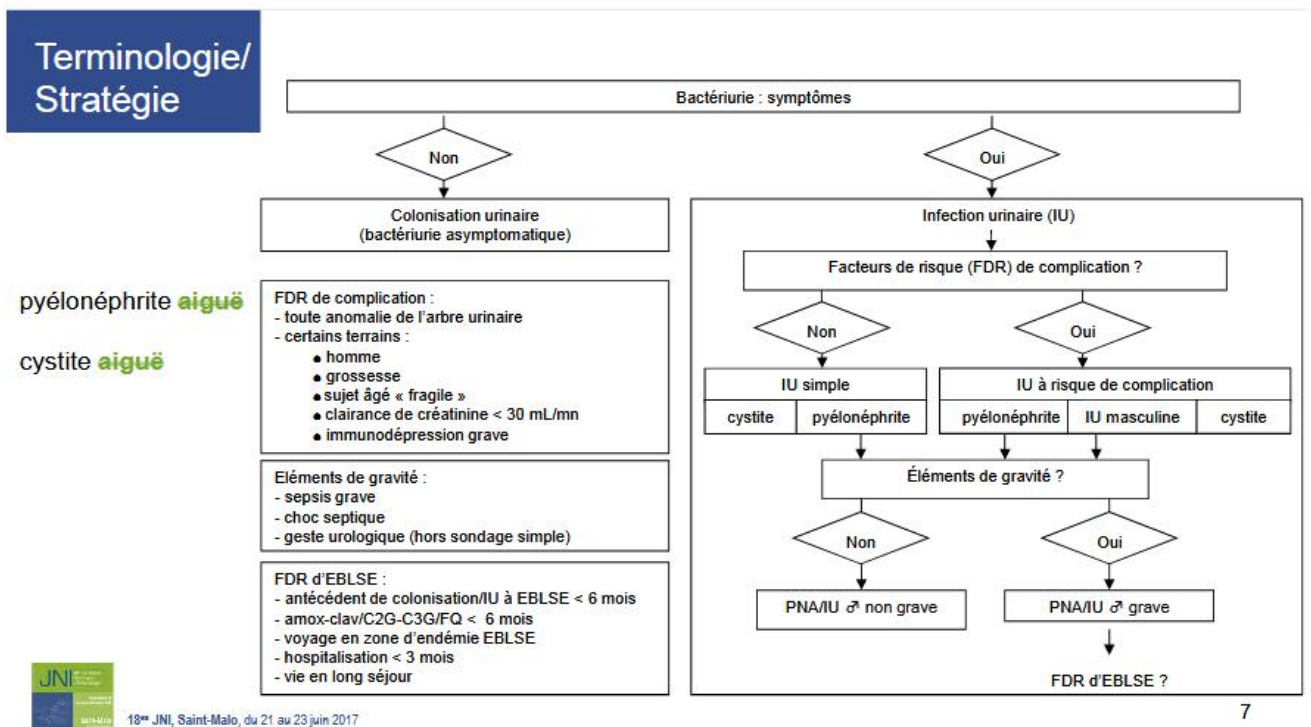 Terminologie/
Stratégie
Bactériurie : symptômes
Non
Oui
Colonisation urinaire
(bactériurie asymptomatique)
pyélonéphrite aiguë
cystite aiguë
FDR de complication :
- toute anomalie de l'arbre urinaire
- certains terrains :
• homme
• grossesse
• sujet âgé « fragile »
• clairance de créatinine < 30 mL/mn
• immunodépression grave
Eléments de gravité :
- sepsis grave
- choc septique
- geste urologique (hors sondage simple)
FDR d'EBLSE :
- antécédent de colonisation/IU à EBLSE < 6 mois
- amox-clav/C2G-C3G/FQ < 6 mois
- voyage en zone d'endémie EBLSE
- hospitalisation < 3 mois
- vie en long séjour
Infection urinaire (IU)
Facteurs de risque (FDR) de complication ?
Non
Oui
IU simple
cystite
pyélonéphrite
IU à risque de complication
pyélonéphrite
IU masculine
cystite
Éléments de gravité ?
Non
Oui
PNA/IU ♂ non grave
PNA/IU ♂ grave
FDR d'EBLSE ?
JNI
18es JNI, Saint-Malo, du 21 au 23 juin 2017
7